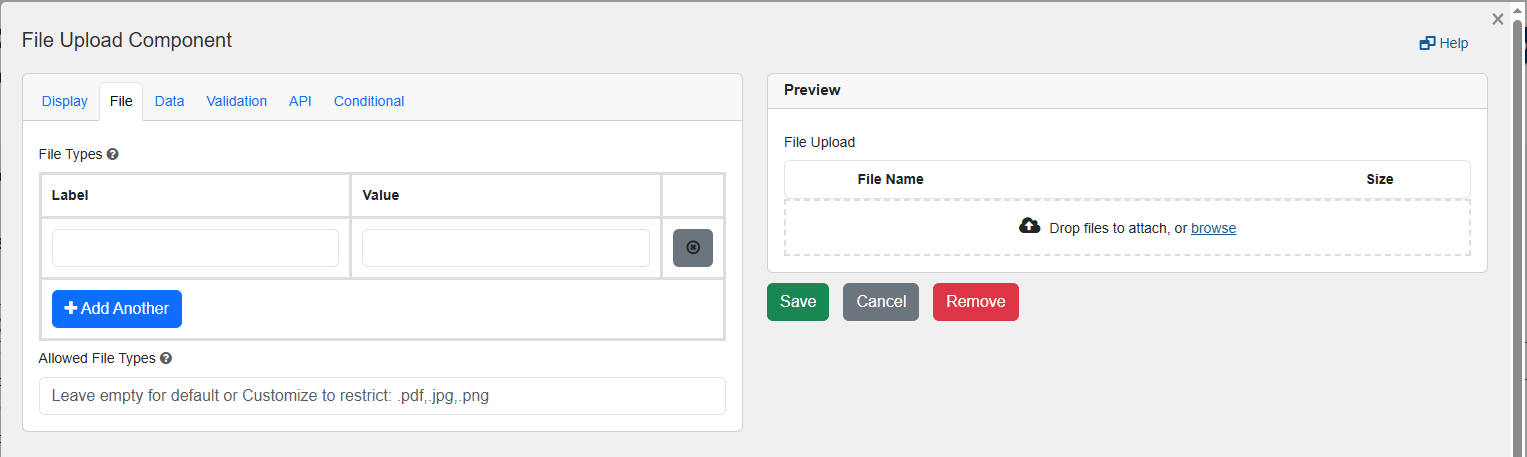 File Upload Component
×
Help
Display File Data Validation API Conditional
File Types
Label Value
Add Another
Allowed File Types
Leave empty for default or Customize to restrict: .pdf,.jpg,.png
Preview
File Upload
File Name Size
Drop files to attach, or browse
Save Cancel Remove